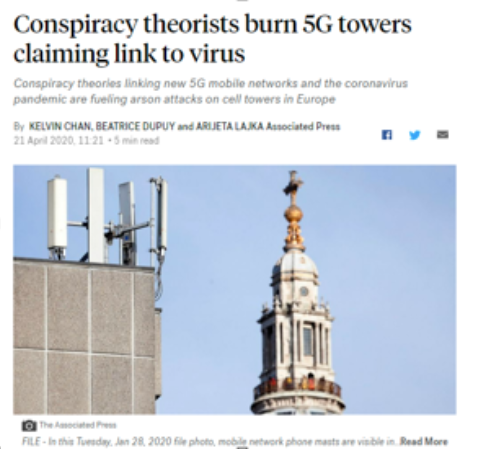 Conspiracy theorists burn 5G towers
claiming link to virus
Conspiracy theories linking new 5G mobile networks and the coronavirus
pandemic are fueling arson attacks on cell towers in Europe
By KELVIN CHAN, BEATRICE DUPUY and ARIJETA LAJKA Associated Press
21 April 2020, 11:21 • 5 min read
The Associated Press
FILE - In this Tuesday, Jan 28, 2020 file photo, mobile network phone masts are visible in...Read More